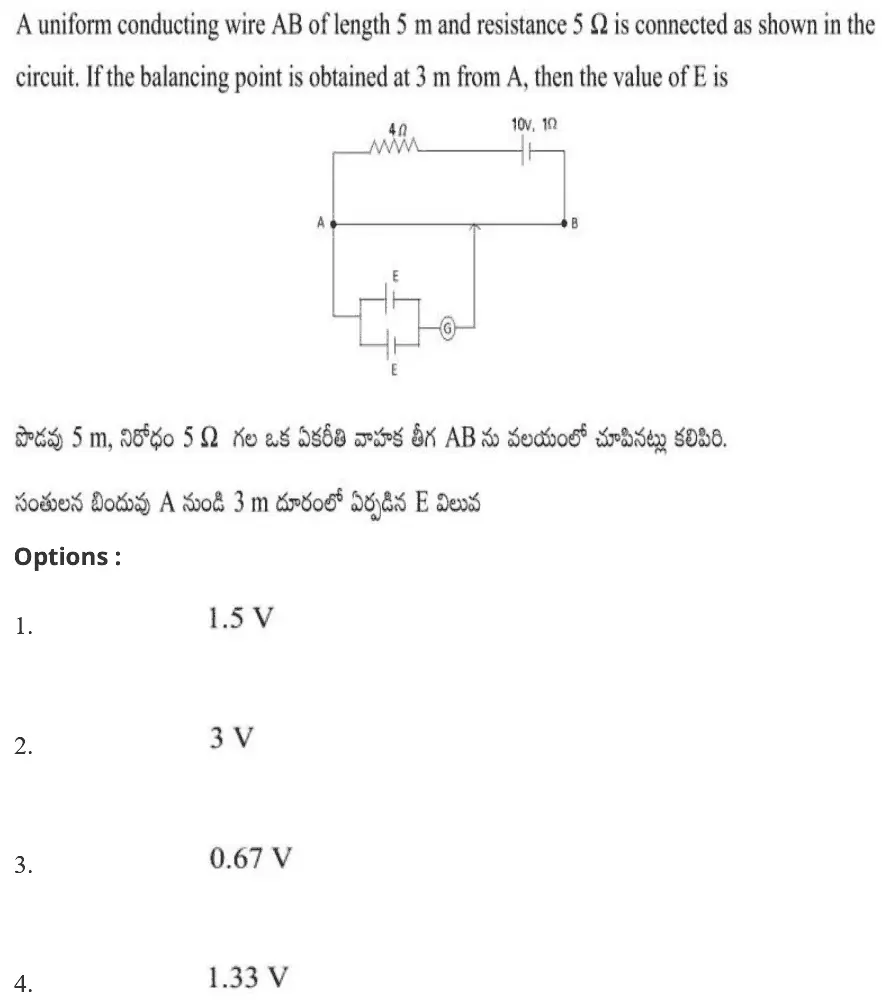 A uniform conducting wire AB of length 5 m and resistance 5 Ω is connected as shown in the
circuit. If the balancing point is obtained at 3 m from A, then the value of E is
4Ω
10v, 1Ω
A
B
E
G
E
పొడవు 5 m, నిరోధం 5 Ω గల ఒక ఏకరీతి వాహక తీగ AB ను వలయంలో చూపినట్లు కలిపిరి.
సంతులన బిందువు A నుండి 3 m దూరంలో ఏర్పడిన E విలువ
Options :
1. 1.5 V
2. 3 V
3. 0.67 V
4. 1.33 V